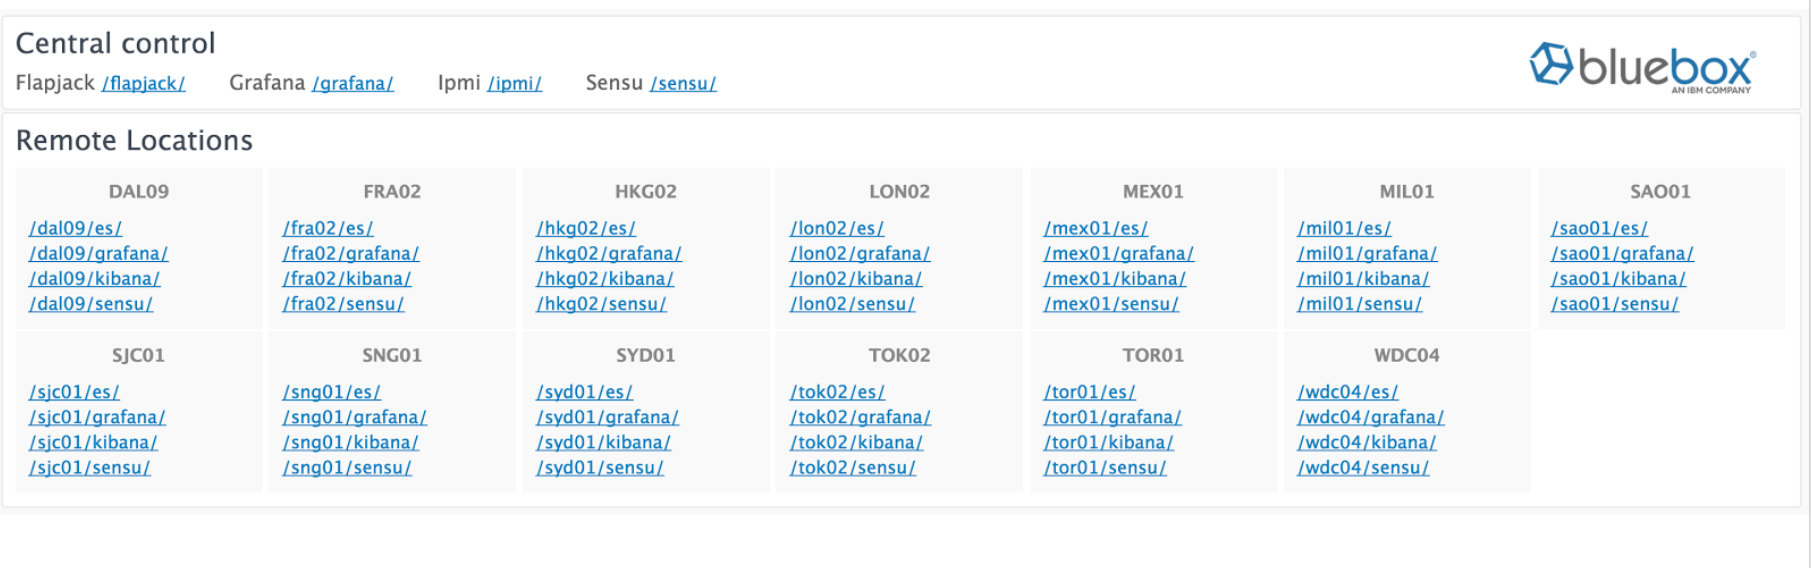 Central control
Flapjack /flapjack/ Grafana /grafana/ Ipmi /ipmi/ Sensu /sensu/
bluebox®
AN IBM COMPANY
Remote Locations
DAL09 FRA02 HKG02 LON02 MEX01 MIL01 SAO01
/dal09/es/ /fra02/es/ /hkg02/es/ /lon02/es/ /mex01/es/ /mil01/es/ /sao01/es/
/dal09/grafana/ /fra02/grafana/ /hkg02/grafana/ /lon02/grafana/ /mex01/grafana/ /mil01/grafana/ /sao01/grafana/
/dal09/kibana/ /fra02/kibana/ /hkg02/kibana/ /lon02/kibana/ /mex01/kibana/ /mil01/kibana/ /sao01/kibana/
/dal09/sensu/ /fra02/sensu/ /hkg02/sensu/ /lon02/sensu/ /mex01/sensu/ /mil01/sensu/ /sao01/sensu/
SJC01 SNG01 SYD01 TOK02 TOR01 WDC04
/sjc01/es/ /sng01/es/ /syd01/es/ /tok02/es/ /tor01/es/ /wdc04/es/
/sjc01/grafana/ /sng01/grafana/ /syd01/grafana/ /tok02/grafana/ /tor01/grafana/ /wdc04/grafana/
/sjc01/kibana/ /sng01/kibana/ /syd01/kibana/ /tok02/kibana/ /tor01/kibana/ /wdc04/kibana/
/sjc01/sensu/ /sng01/sensu/ /syd01/sensu/ /tok02/sensu/ /tor01/sensu/ /wdc04/sensu/